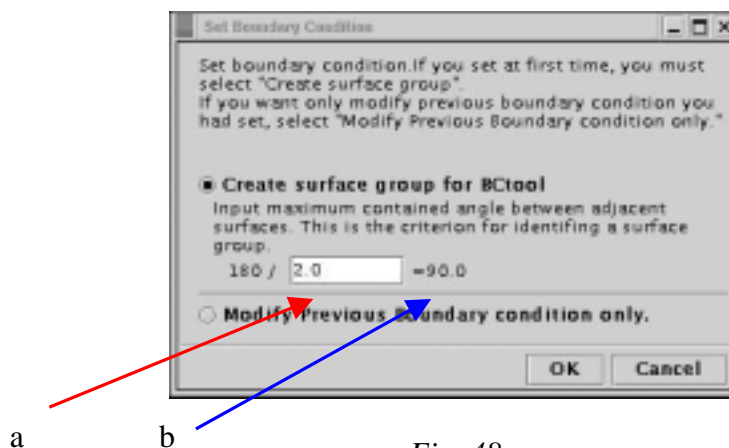 Set Boundary Condition
Set boundary condition.If you set at first time, you must
select "Create surface group".
If you want only modify previous boundary condition you
had set, select "Modify Previous Boundary condition only."
Create surface group for BCtool
Input maximum contained angle between adjacent
surfaces. This is the criterion for identifing a surface
group.
180 / 2.0 =90.0
Modify Previous Boundary condition only.
OK Cancel
a b